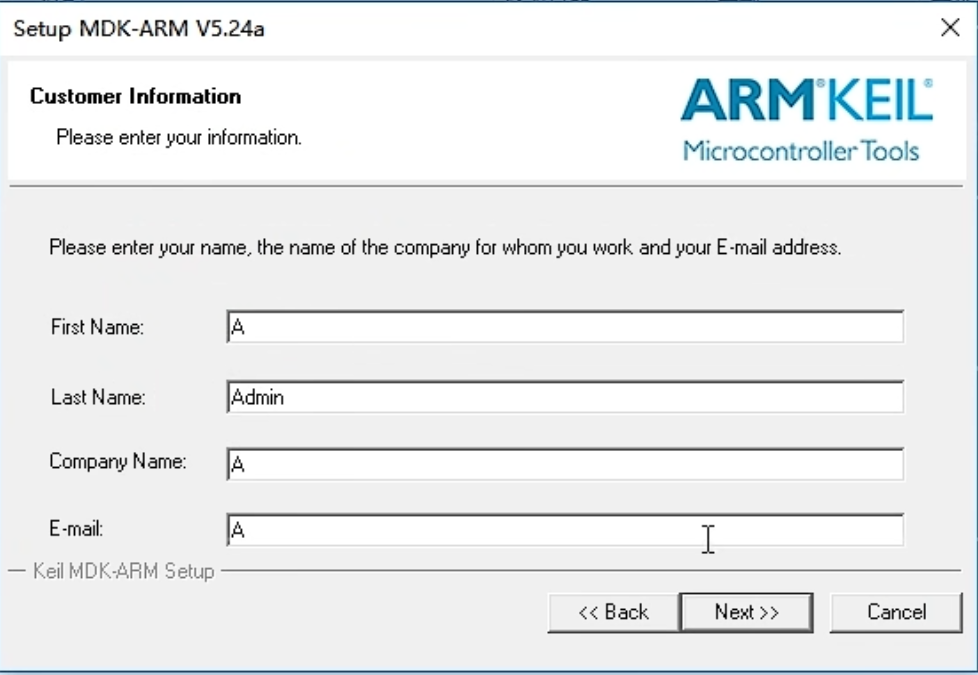 Setup MDK-ARM V5.24a
Customer Information
Please enter your information.
ARM® KEIL®
Microcontroller Tools
Please enter your name, the name of the company for whom you work and your E-mail address.
First Name: A
Last Name: Admin
Company Name: A
E-mail: A
Keil MDK-ARM Setup
<< Back Next >> Cancel